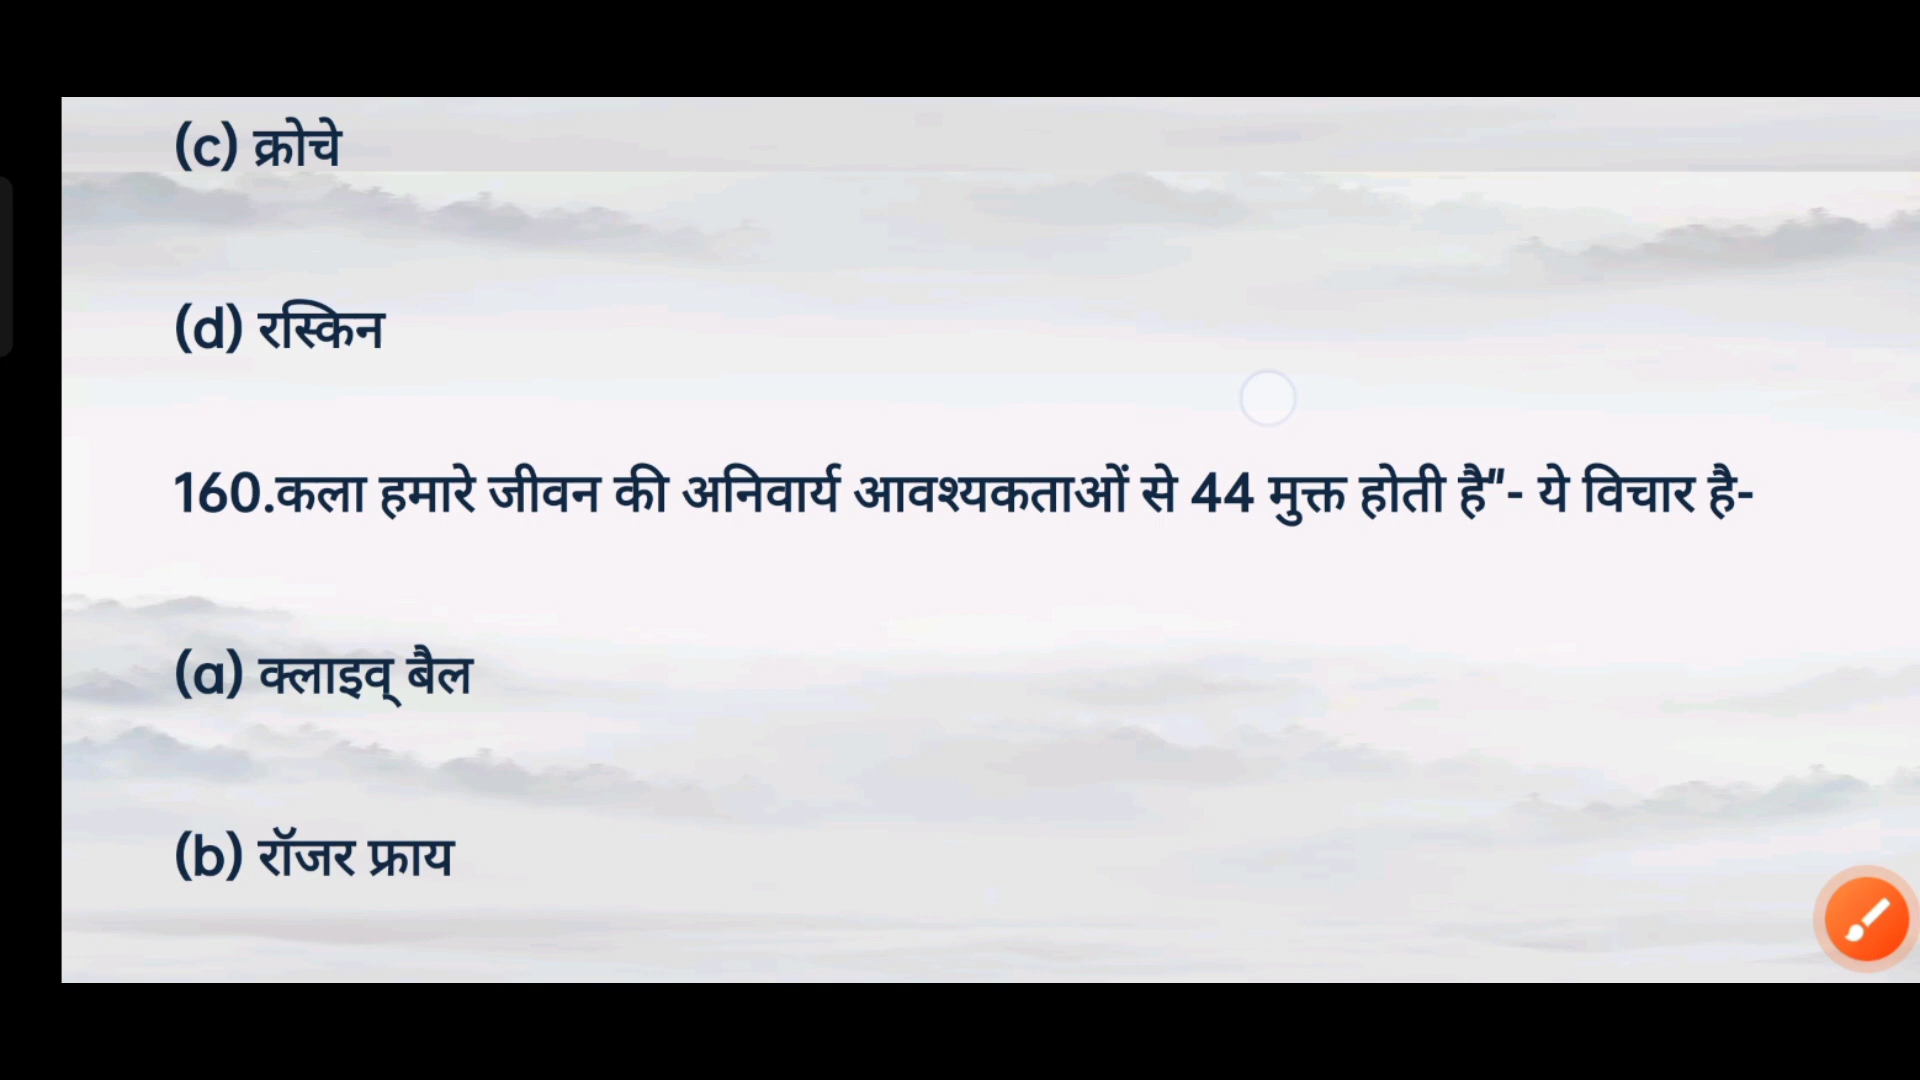 (c) क्रोचे
(d) रस्किन
160.कला हमारे जीवन की अनिवार्य आवश्यकताओं से 44 मुक्त होती है"- ये विचार है-
(a) क्लाइव् बैल
(b) रॉजर फ्राय